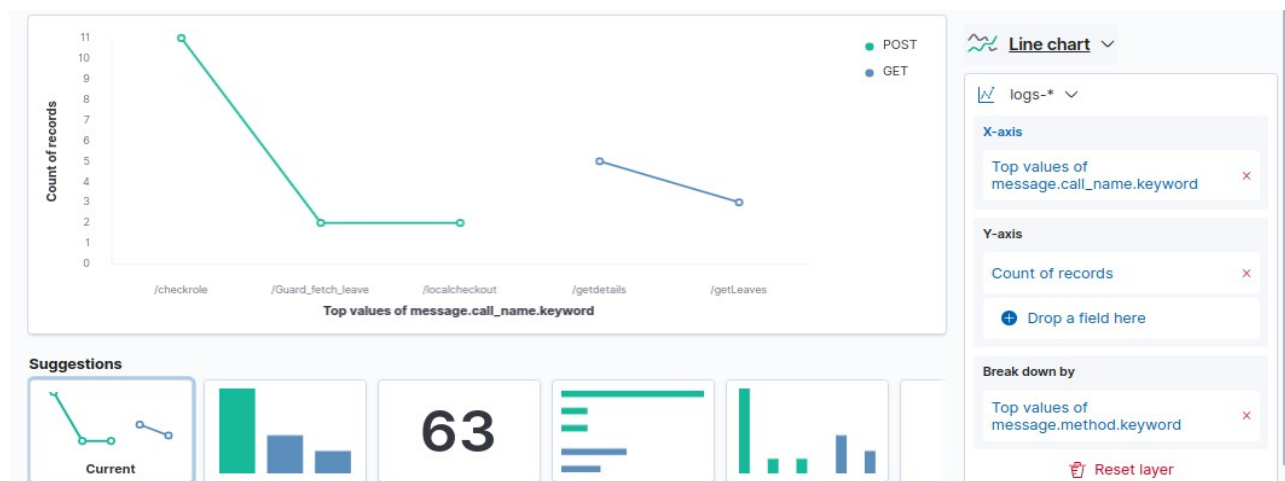 11
10
9
8
7
6
5
4
3
2
1
0
Count of records
/checkrole
/Guard_fetch_leave
/localcheckout
/getdetails
/getLeaves
Top values of message.call_name.keyword
POST
GET
Suggestions
Current
63
Line chart
logs-*
X-axis
Top values of
message.call_name.keyword
×
Y-axis
Count of records
×
Drop a field here
Break down by
Top values of
message.method.keyword
×
Reset layer